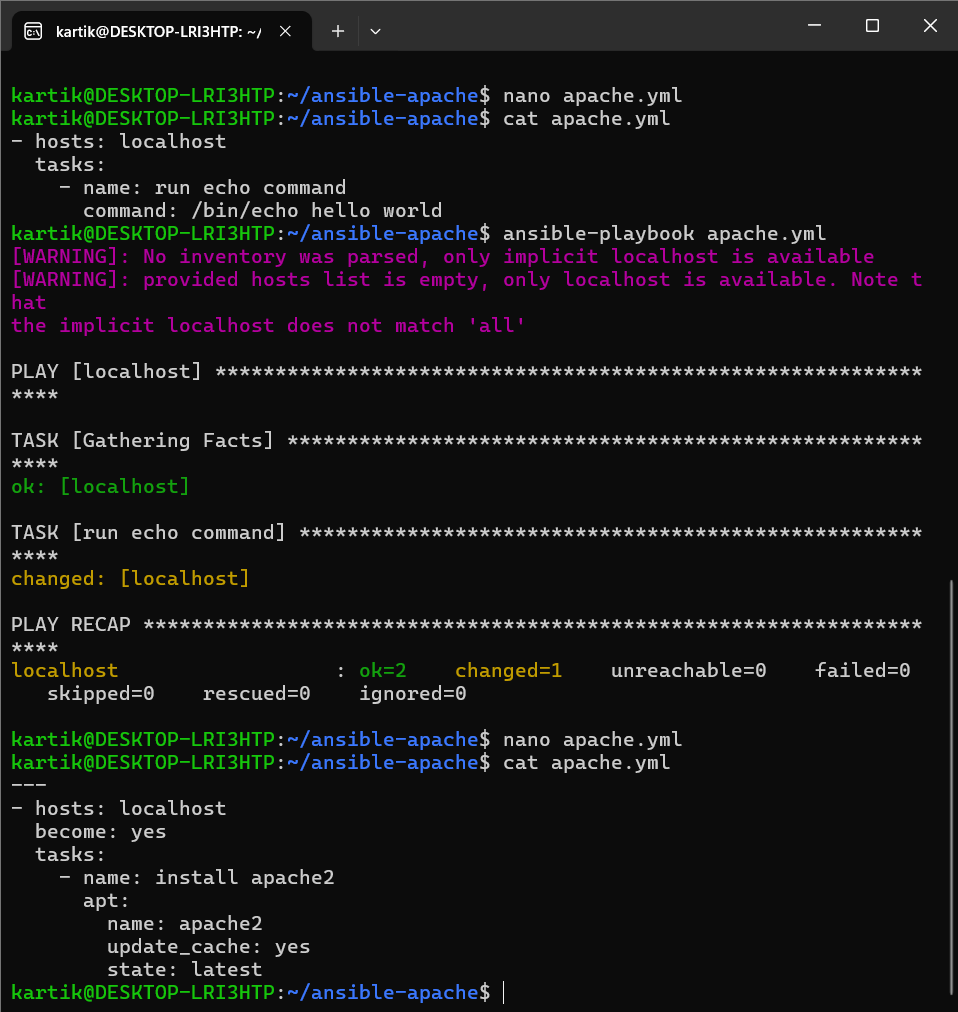 kartik@DESKTOP-LRI3HTP: ~/
kartik@DESKTOP-LRI3HTP:~/ansible-apache$ nano apache.yml
kartik@DESKTOP-LRI3HTP:~/ansible-apache$ cat apache.yml
- hosts: localhost
  tasks:
    - name: run echo command
      command: /bin/echo hello world
kartik@DESKTOP-LRI3HTP:~/ansible-apache$ ansible-playbook apache.yml
[WARNING]: No inventory was parsed, only implicit localhost is available
[WARNING]: provided hosts list is empty, only localhost is available. Note t
hat
the implicit localhost does not match 'all'

PLAY [localhost] ***********************************************************
****

TASK [Gathering Facts] *****************************************************
****
ok: [localhost]

TASK [run echo command] ****************************************************
****
changed: [localhost]

PLAY RECAP *****************************************************************
****
localhost                  : ok=2    changed=1    unreachable=0    failed=0
   skipped=0    rescued=0    ignored=0

kartik@DESKTOP-LRI3HTP:~/ansible-apache$ nano apache.yml
kartik@DESKTOP-LRI3HTP:~/ansible-apache$ cat apache.yml
---
- hosts: localhost
  become: yes
  tasks:
    - name: install apache2
      apt:
        name: apache2
        update_cache: yes
        state: latest
kartik@DESKTOP-LRI3HTP:~/ansible-apache$